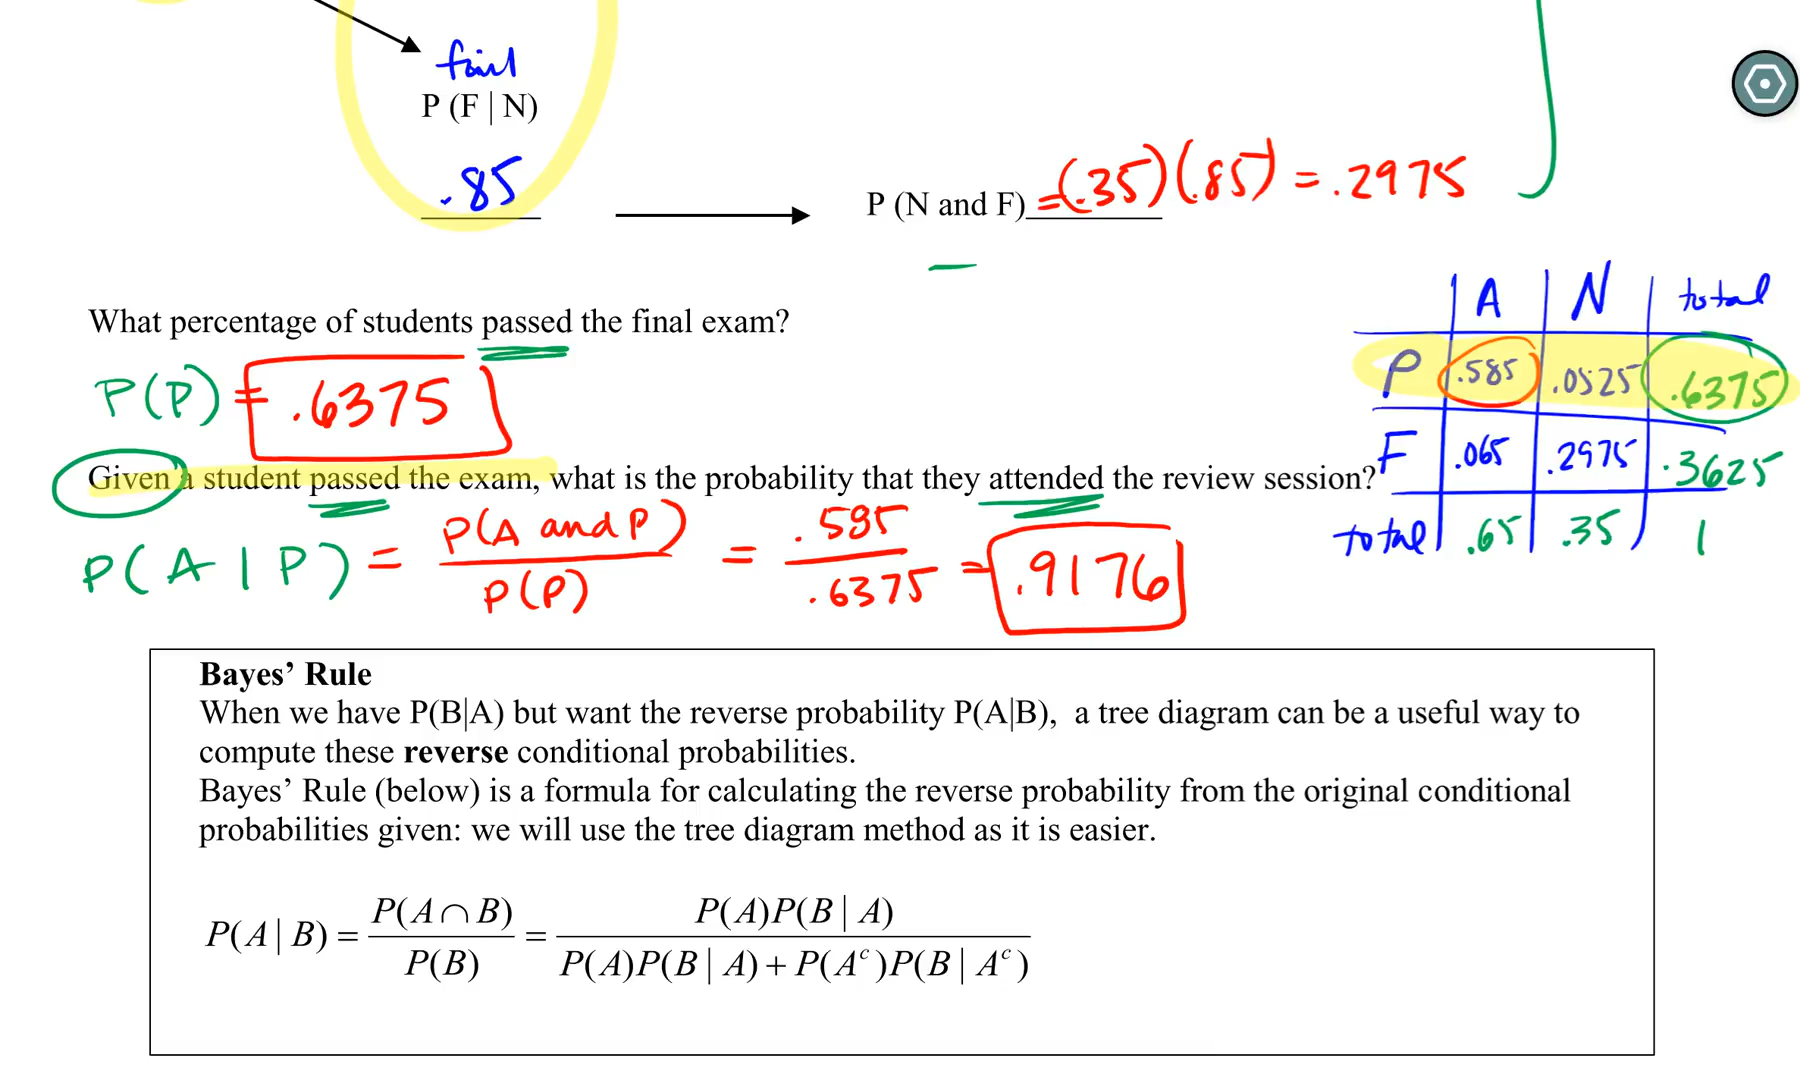 fail
P (F | N)
.85
P (N and F) = (.35)(.85) = .2975
A N total
What percentage of students passed the final exam?
P .585 .0525 .6375
P(P) = .6375
F .065 .2975 .3625
Given a student passed the exam, what is the probability that they attended the review session?
total .65 .35 1
P(A | P) = P(A and P) / P(P) = .585 / .6375 = .9176
Bayes’ Rule
When we have P(B|A) but want the reverse probability P(A|B), a tree diagram can be a useful way to
compute these reverse conditional probabilities.
Bayes’ Rule (below) is a formula for calculating the reverse probability from the original conditional
probabilities given: we will use the tree diagram method as it is easier.
P(A | B) = P(A ∩ B) / P(B) = P(A)P(B | A) / P(A)P(B | A) + P(Aᶜ)P(B | Aᶜ)